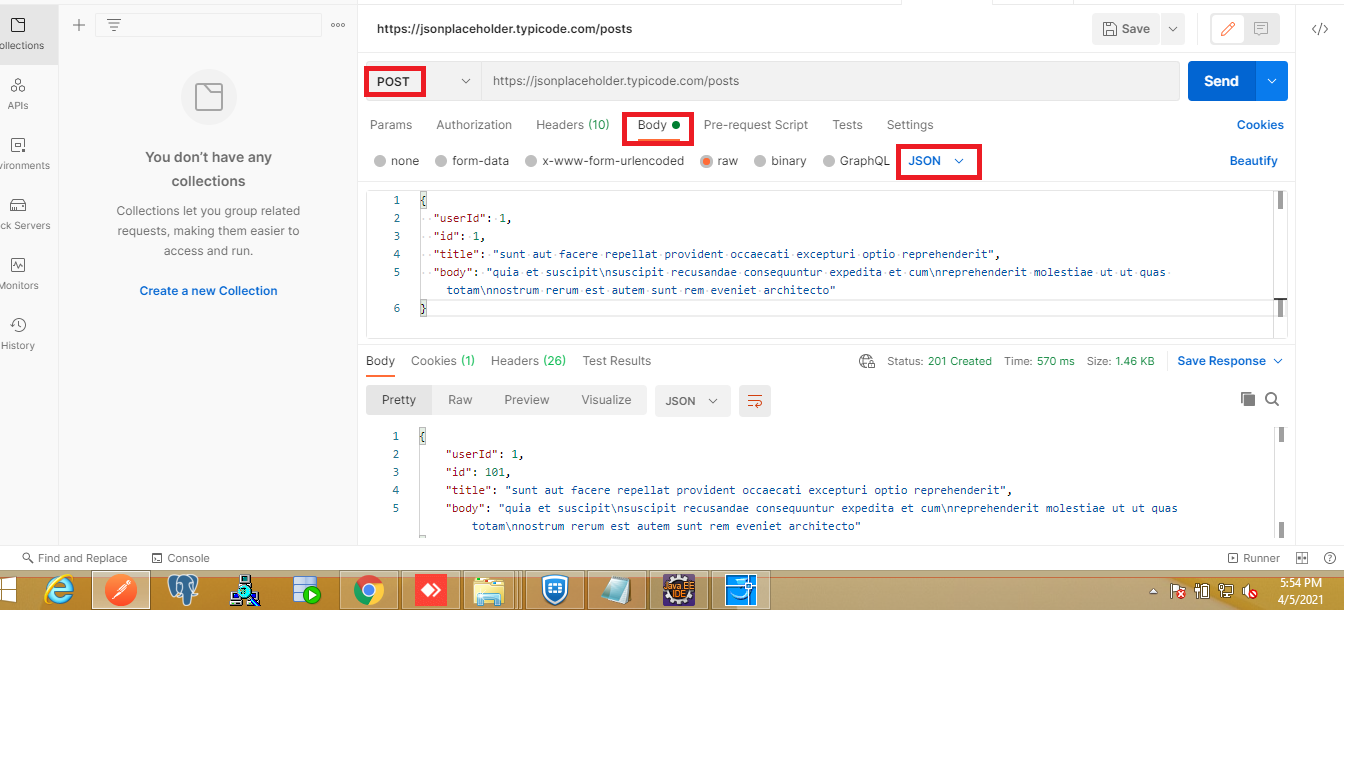 https://jsonplaceholder.typicode.com/posts
Save
ollections
POST
https://jsonplaceholder.typicode.com/posts
Send
APIs
Params Authorization Headers (10) Body Pre-request Script Tests Settings Cookies
none form-data x-www-form-urlencoded raw binary GraphQL JSON Beautify
vironments
You don't have any
collections
Collections let you group related
requests, making them easier to
access and run.
Create a new Collection
ck Servers
Monitors
History
1 {
2 "userId": 1,
3 "id": 1,
4 "title": "sunt aut facere repellat provident occaecati excepturi optio reprehenderit",
5 "body": "quia et suscipit\nsuscipit recusandae consequuntur expedita et cum\nreprehenderit molestiae ut ut quas
totam\nnostrum rerum est autem sunt rem eveniet architecto"
6 }
Body Cookies (1) Headers (26) Test Results Status: 201 Created Time: 570 ms Size: 1.46 KB Save Response
Pretty Raw Preview Visualize JSON
1 {
2 "userId": 1,
3 "id": 101,
4 "title": "sunt aut facere repellat provident occaecati excepturi optio reprehenderit",
5 "body": "quia et suscipit\nsuscipit recusandae consequuntur expedita et cum\nreprehenderit molestiae ut ut quas
totam\nnostrum rerum est autem sunt rem eveniet architecto"
Find and Replace Console Runner
Java EE
IDE
5:54 PM
4/5/2021